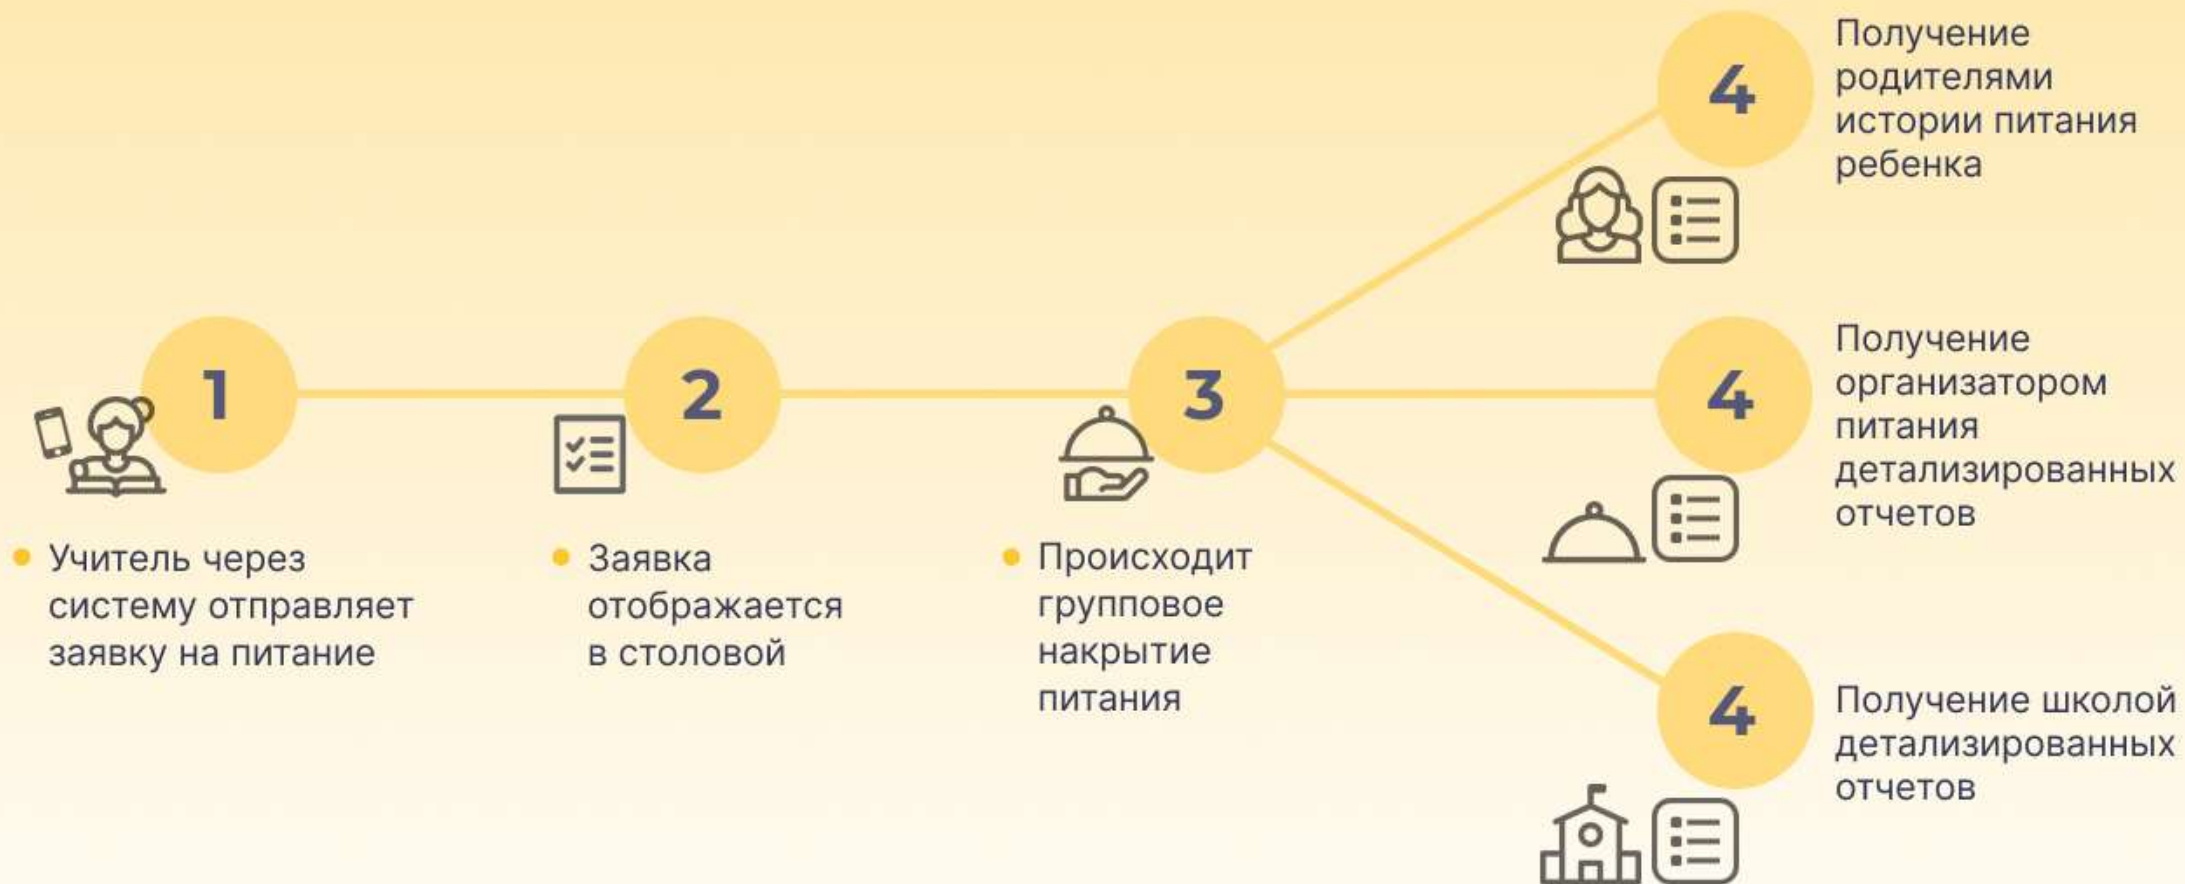 1
Учитель через
систему отправляет
заявку на питание
2
Заявка
отображается
в столовой
3
Происходит
групповое
накрытие
питания
4
Получение
родителями
истории питания
ребенка
4
Получение
организатором
питания
детализированных
отчетов
4
Получение школой
детализированных
отчетов